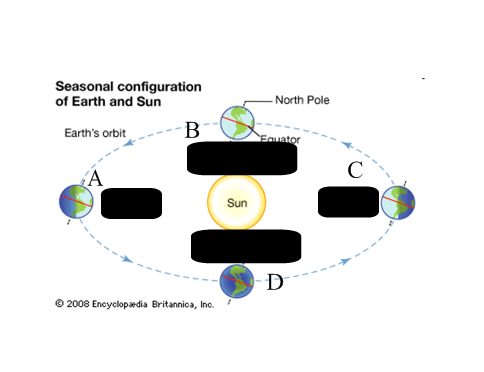 Seasonal configuration
of Earth and Sun
North Pole
B
Earth's orbit
Equator
A
C
Sun
D
© 2008 Encyclopædia Britannica, Inc.